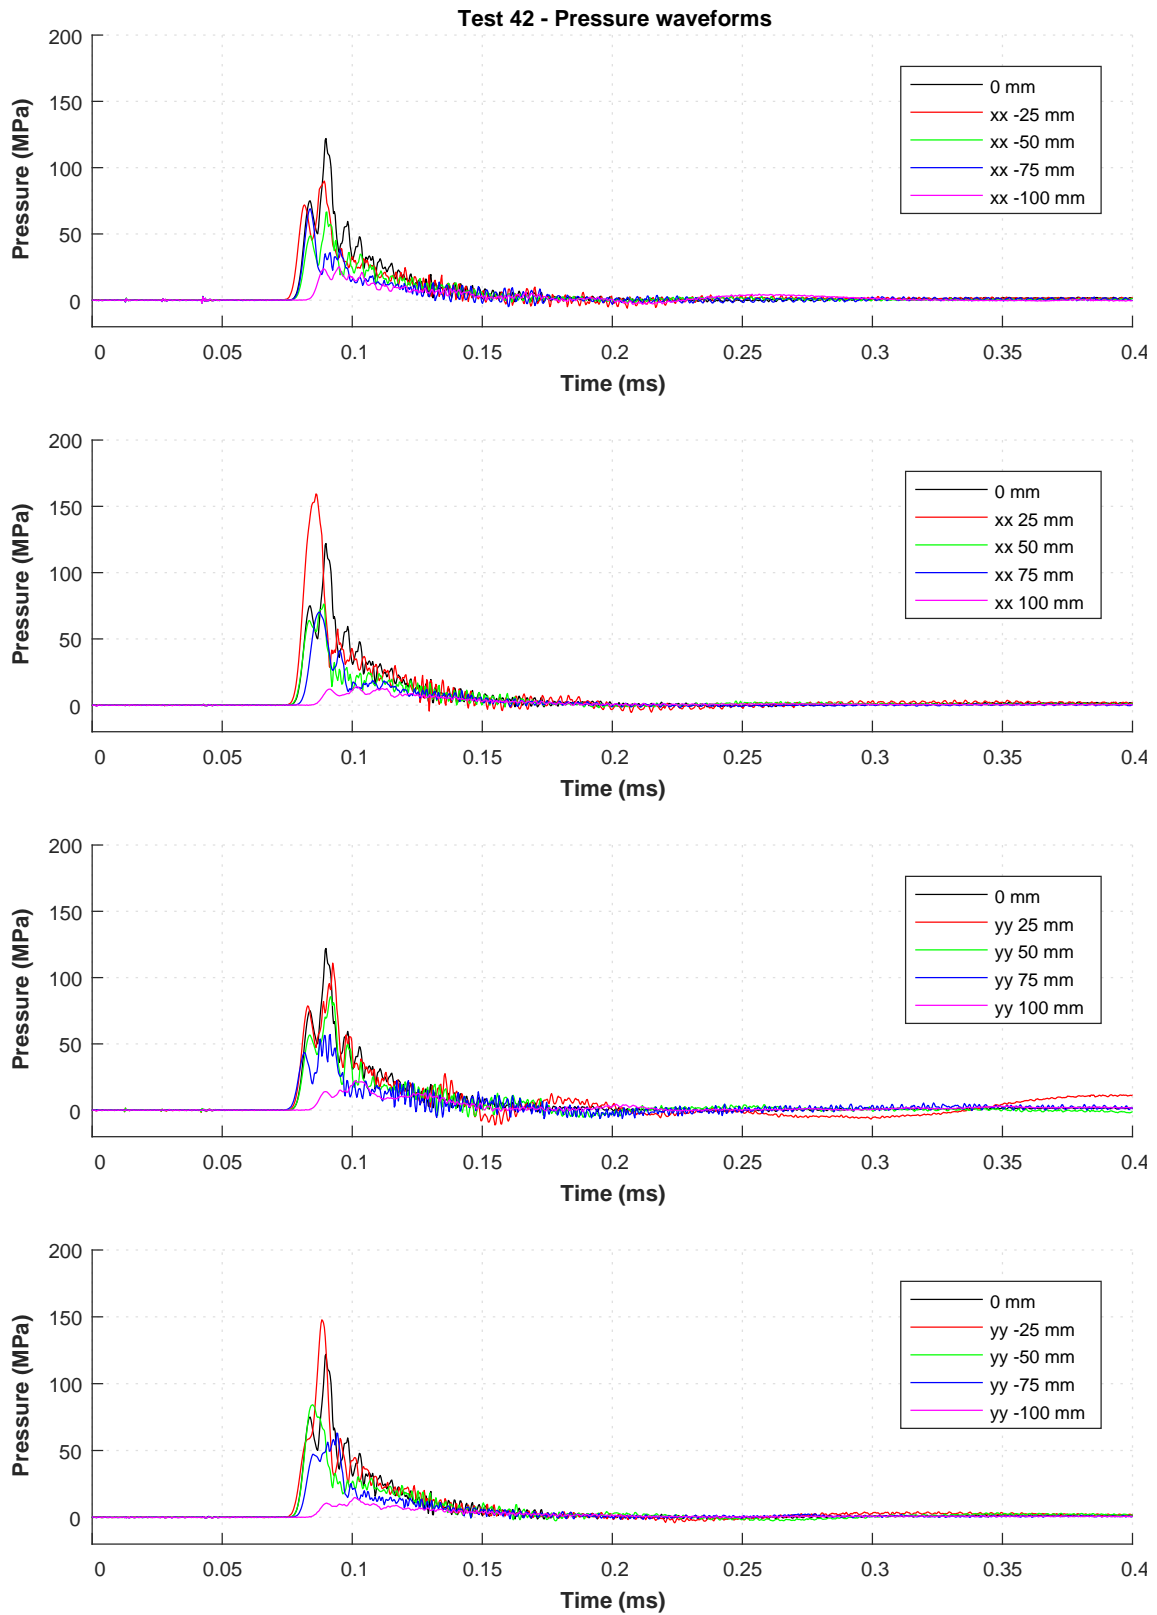 Test 42 - Pressure waveforms
200
150
100
50
0
Pressure (MPa)
0 mm
xx -25 mm
xx -50 mm
xx -75 mm
xx -100 mm
0 0.05 0.1 0.15 0.2 0.25 0.3 0.35 0.4
Time (ms)
200
150
100
50
0
Pressure (MPa)
0 mm
xx 25 mm
xx 50 mm
xx 75 mm
xx 100 mm
0 0.05 0.1 0.15 0.2 0.25 0.3 0.35 0.4
Time (ms)
200
150
100
50
0
Pressure (MPa)
0 mm
yy 25 mm
yy 50 mm
yy 75 mm
yy 100 mm
0 0.05 0.1 0.15 0.2 0.25 0.3 0.35 0.4
Time (ms)
200
150
100
50
0
Pressure (MPa)
0 mm
yy -25 mm
yy -50 mm
yy -75 mm
yy -100 mm
0 0.05 0.1 0.15 0.2 0.25 0.3 0.35 0.4
Time (ms)